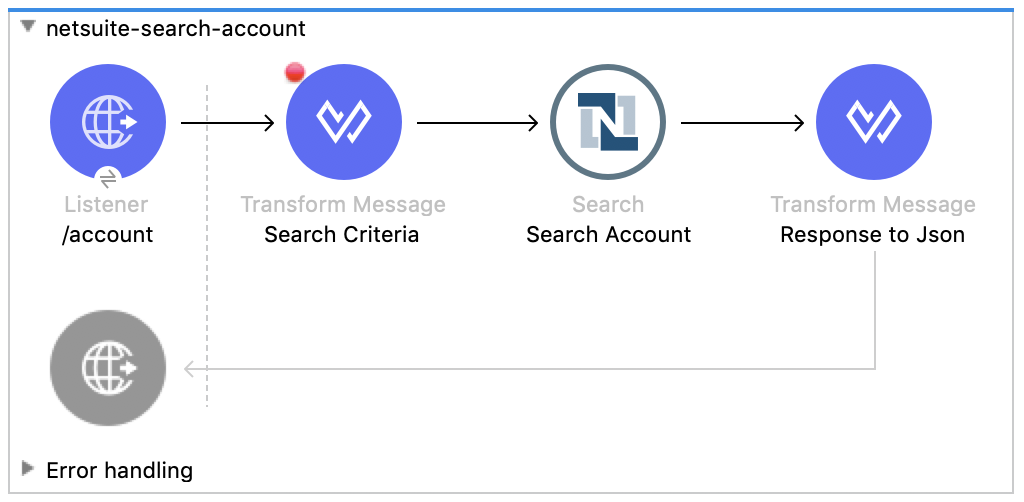 netsuite-search-account
Listener
/account
Transform Message
Search Criteria
Search
Search Account
Transform Message
Response to Json
Error handling